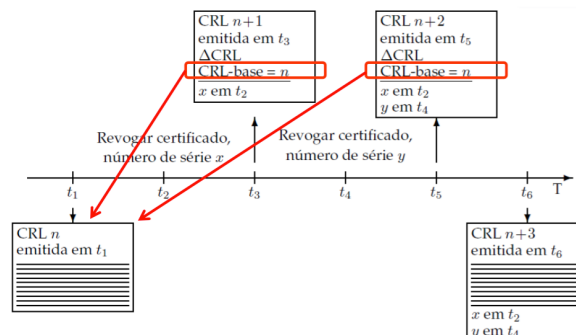 CRL n+1
emitida em t3
ΔCRL
CRL-base = n
x em t2
CRL n+2
emitida em t5
ΔCRL
CRL-base = n
x em t2
y em t4
Revogar certificado,
número de série x
Revogar certificado,
número de série y
t1 t2 t3 t4 t5 t6 T
CRL n
emitida em t1
CRL n+3
emitida em t6
x em t2
y em t4